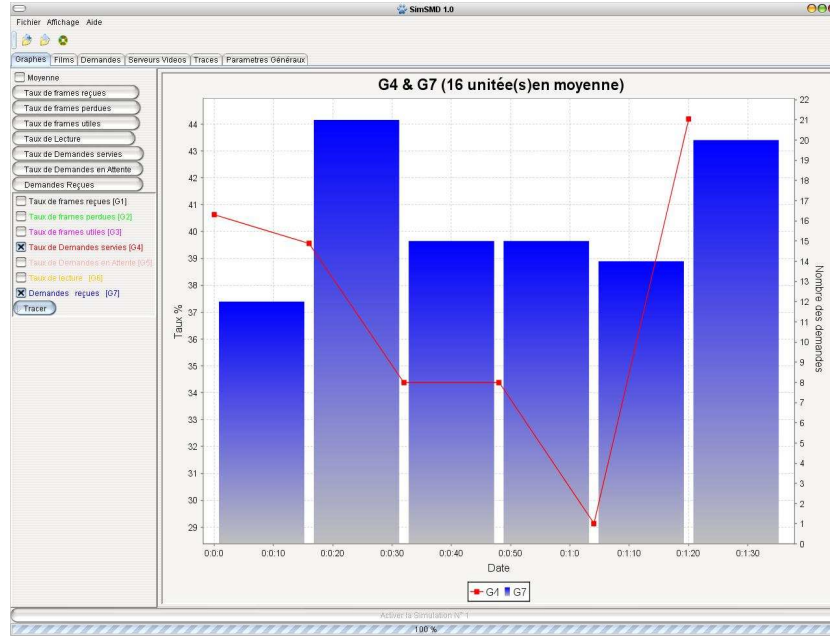 SimSMD 1.0
Fichier Affichage Aide
Graphes Films Demandes Serveurs Videos Traces Parametres Généraux
Moyenne
Taux de frames reçues
Taux de frames perdues
Taux de frames utiles
Taux de Lecture
Taux de Demandes servies
Taux de Demandes en Attente
Demandes Reçues
Taux de frames reçues [G1]
Taux de frames perdues [G2]
Taux de frames utiles [G3]
Taux de Demandes servies [G4]
Taux de Demandes en Attente [G5]
Taux de lecture [G6]
Demandes reçues [G7]
Tracer
G4 & G7 (16 unitée(s)en moyenne)
Taux %
44
43
42
41
40
39
38
37
36
35
34
33
32
31
30
29
22
21
20
19
18
17
16
15
14
13
12
11
10
9
8
7
6
5
4
3
2
1
0
Nombre des demandes
0:0:0 0:0:10 0:0:20 0:0:30 0:0:40 0:0:50 0:1:0 0:1:10 0:1:20 0:1:30
Date
G4 G7
Activer la Simulation N° 1
100 %